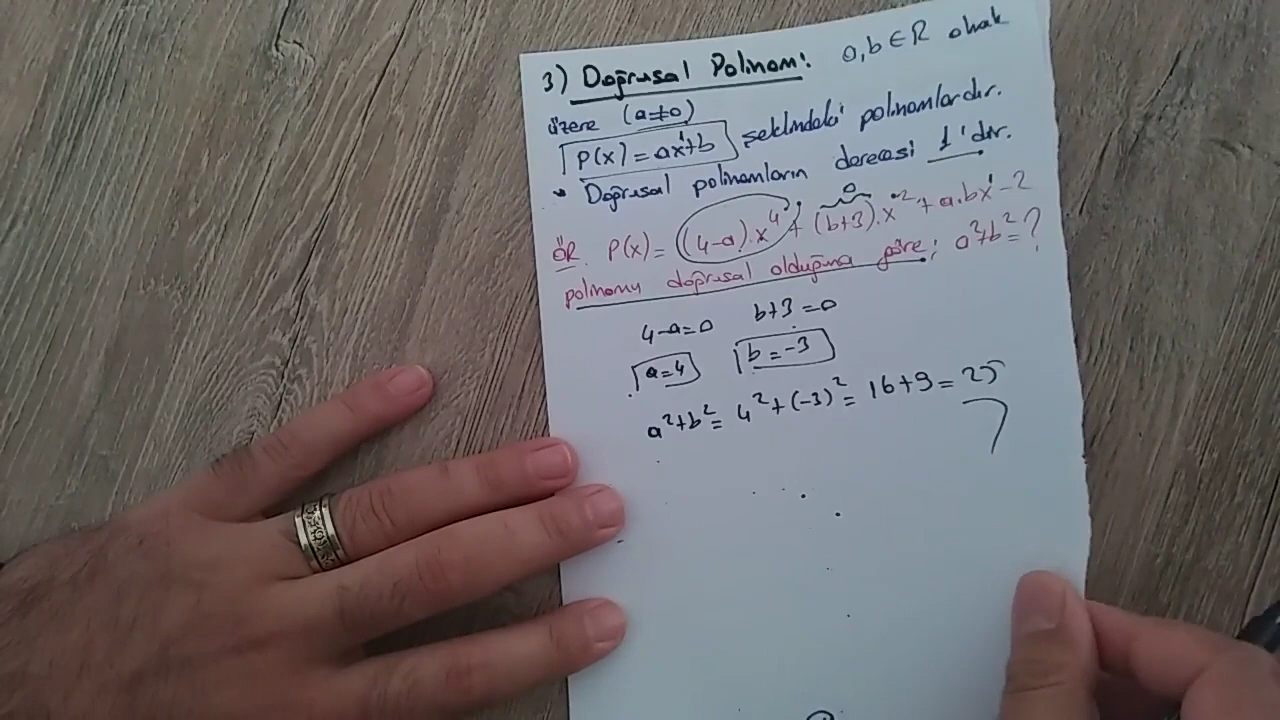 3) Doğrusal Polinom: a,b ∈ R olmak
üzere (a≠0)
P(x) = ax¹+b şeklindeki polinomlardır.
* Doğrusal polinomların derecesi 1'dir.
ÖR. P(x) = (4-a).x⁴ + (b+3).x² + a.bx¹ - 2
0
polinomu doğrusal olduğuna göre; a²+b² = ?
4-a=0 b+3=0
a=4 b=-3
a²+b² = 4²+(-3)² = 16+9 = 25